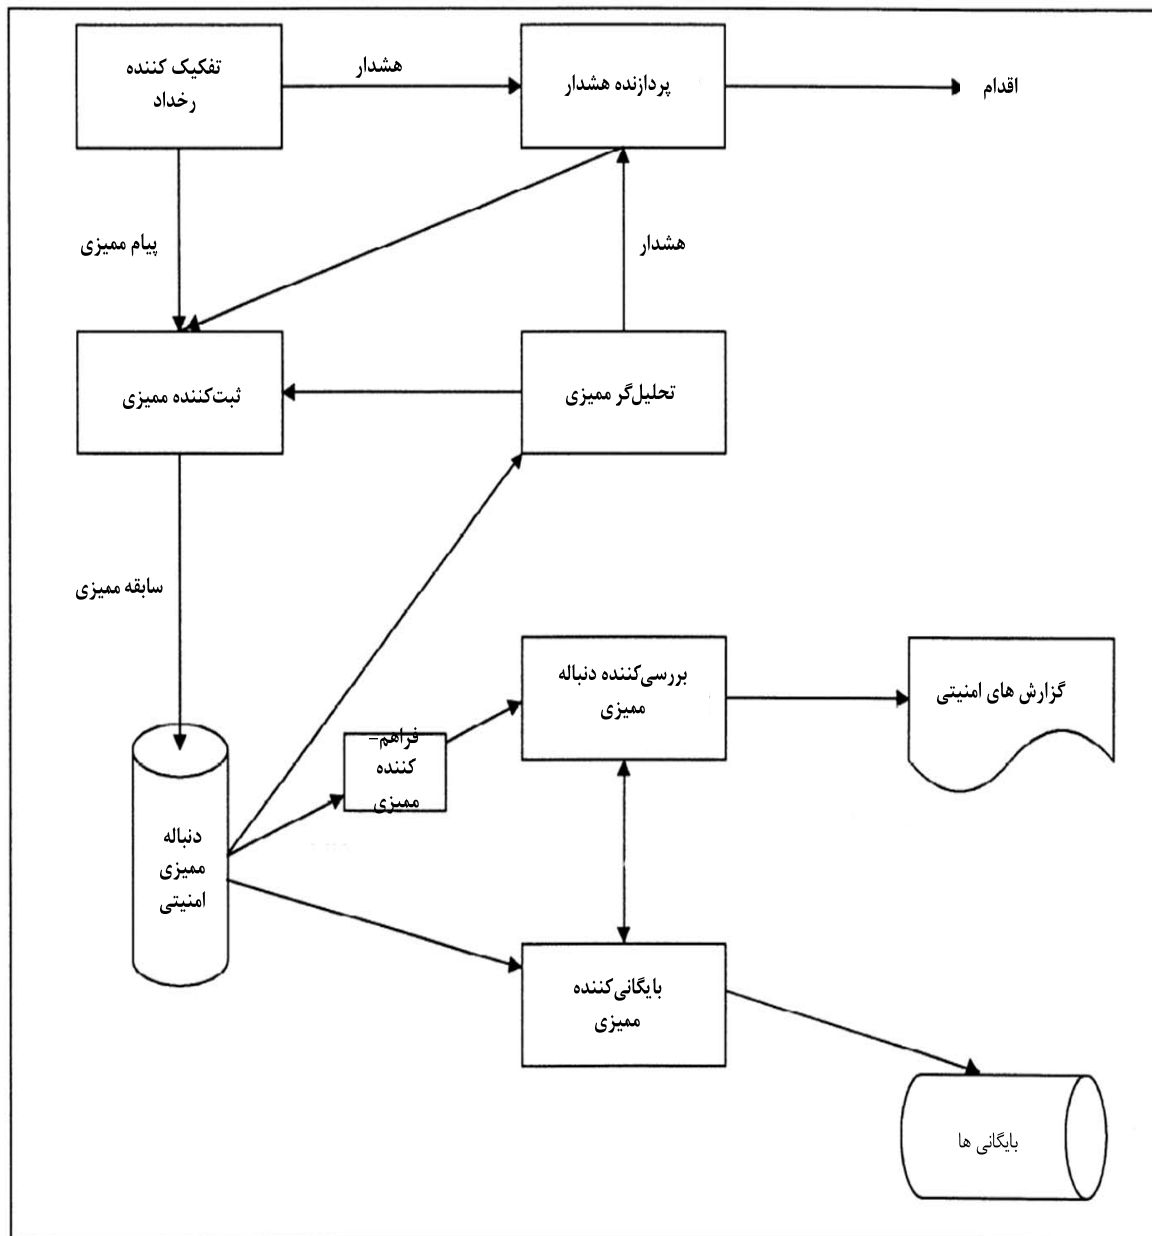 تفکیک کننده
رخداد
هشدار
پردازنده هشدار
اقدام
پیام ممیزی
هشدار
ثبت‌کننده ممیزی
تحلیل‌گر ممیزی
سابقه ممیزی
بررسی‌کننده دنباله
ممیزی
گزارش های امنیتی
فراهم-
کننده
ممیزی
دنباله
ممیزی
امنیتی
بایگانی‌کننده
ممیزی
بایگانی ها